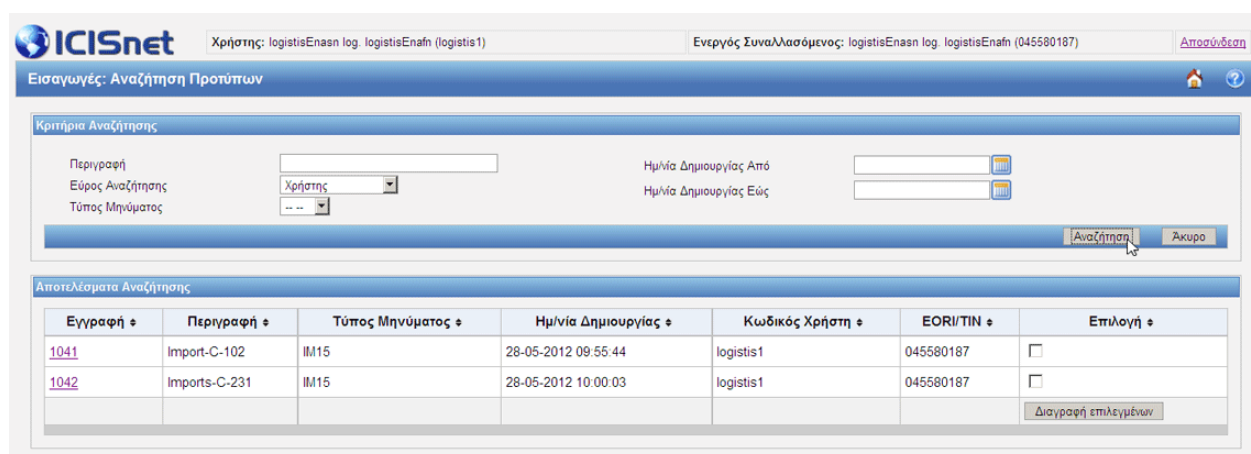 ICISnet Χρήστης: logistisEnasn log. logistisEnafn (logistis1) Ενεργός Συναλλασόμενος: logistisEnasn log. logistisEnafn (045580187) Αποσύνδεση
Εισαγωγές: Αναζήτηση Προτύπων
Κριτήρια Αναζήτησης
Περιγραφή Ημ/νία Δημιουργίας Από
Εύρος Αναζήτησης Χρήστης Ημ/νία Δημιουργίας Εώς
Τύπος Μηνύματος -- --
Αναζήτηση Άκυρο
Αποτελέσματα Αναζήτησης
Εγγραφή Περιγραφή Τύπος Μηνύματος Ημ/νία Δημιουργίας Κωδικός Χρήστη EORI/TIN Επιλογή
1041 Import-C-102 IM15 28-05-2012 09:55:44 logistis1 045580187
1042 Imports-C-231 IM15 28-05-2012 10:00:03 logistis1 045580187
Διαγραφή επιλεγμένων